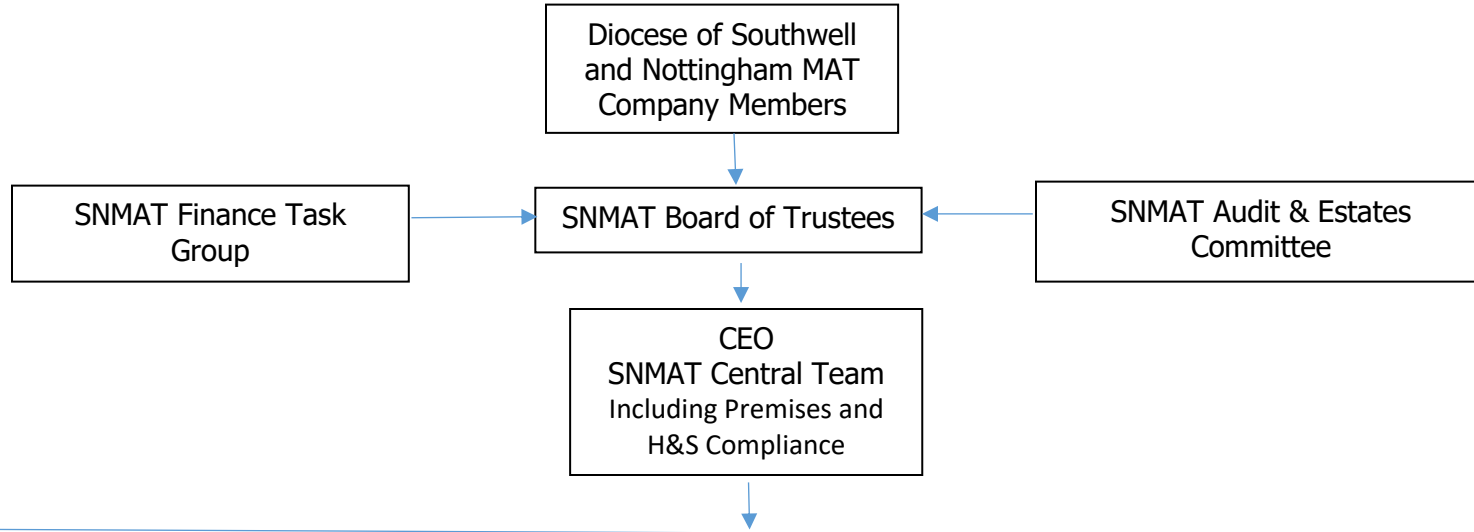 Diocese of Southwell
and Nottingham MAT
Company Members
SNMAT Finance Task
Group
SNMAT Board of Trustees
SNMAT Audit & Estates
Committee
CEO
SNMAT Central Team
Including Premises and
H&S Compliance